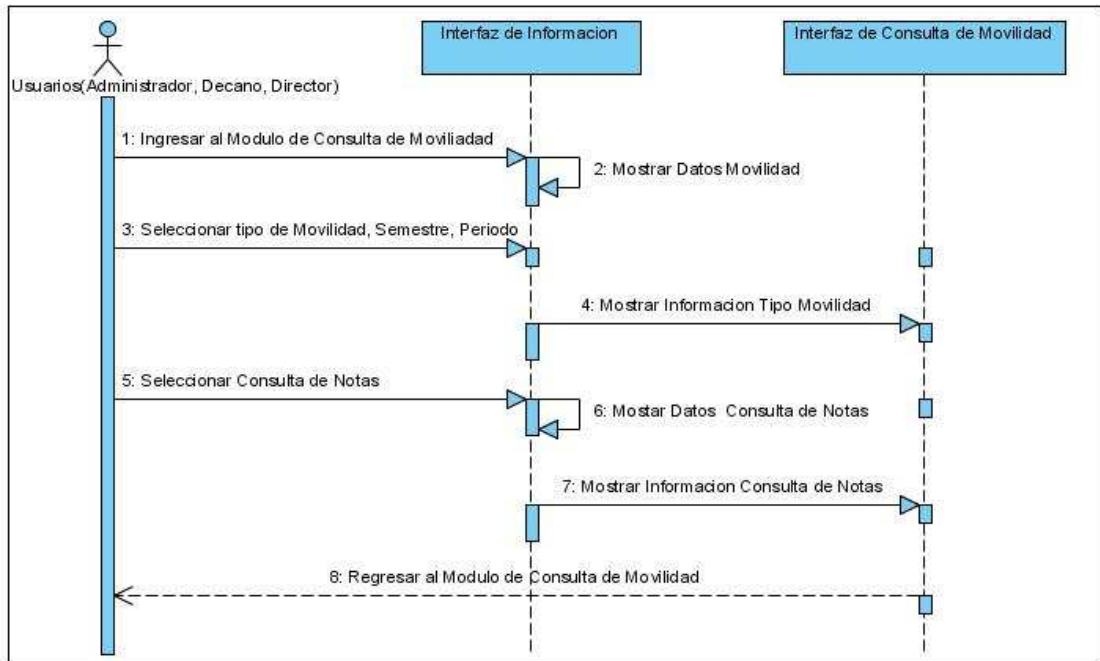 Interfaz de Informacion
Interfaz de Consulta de Movilidad
Usuarios(Administrador, Decano, Director)
1: Ingresar al Modulo de Consulta de Moviliadad
2: Mostrar Datos Movilidad
3: Seleccionar tipo de Movilidad, Semestre, Periodo
4: Mostrar Informacion Tipo Movilidad
5: Seleccionar Consulta de Notas
6: Mostar Datos Consulta de Notas
7: Mostrar Informacion Consulta de Notas
8: Regresar al Modulo de Consulta de Movilidad